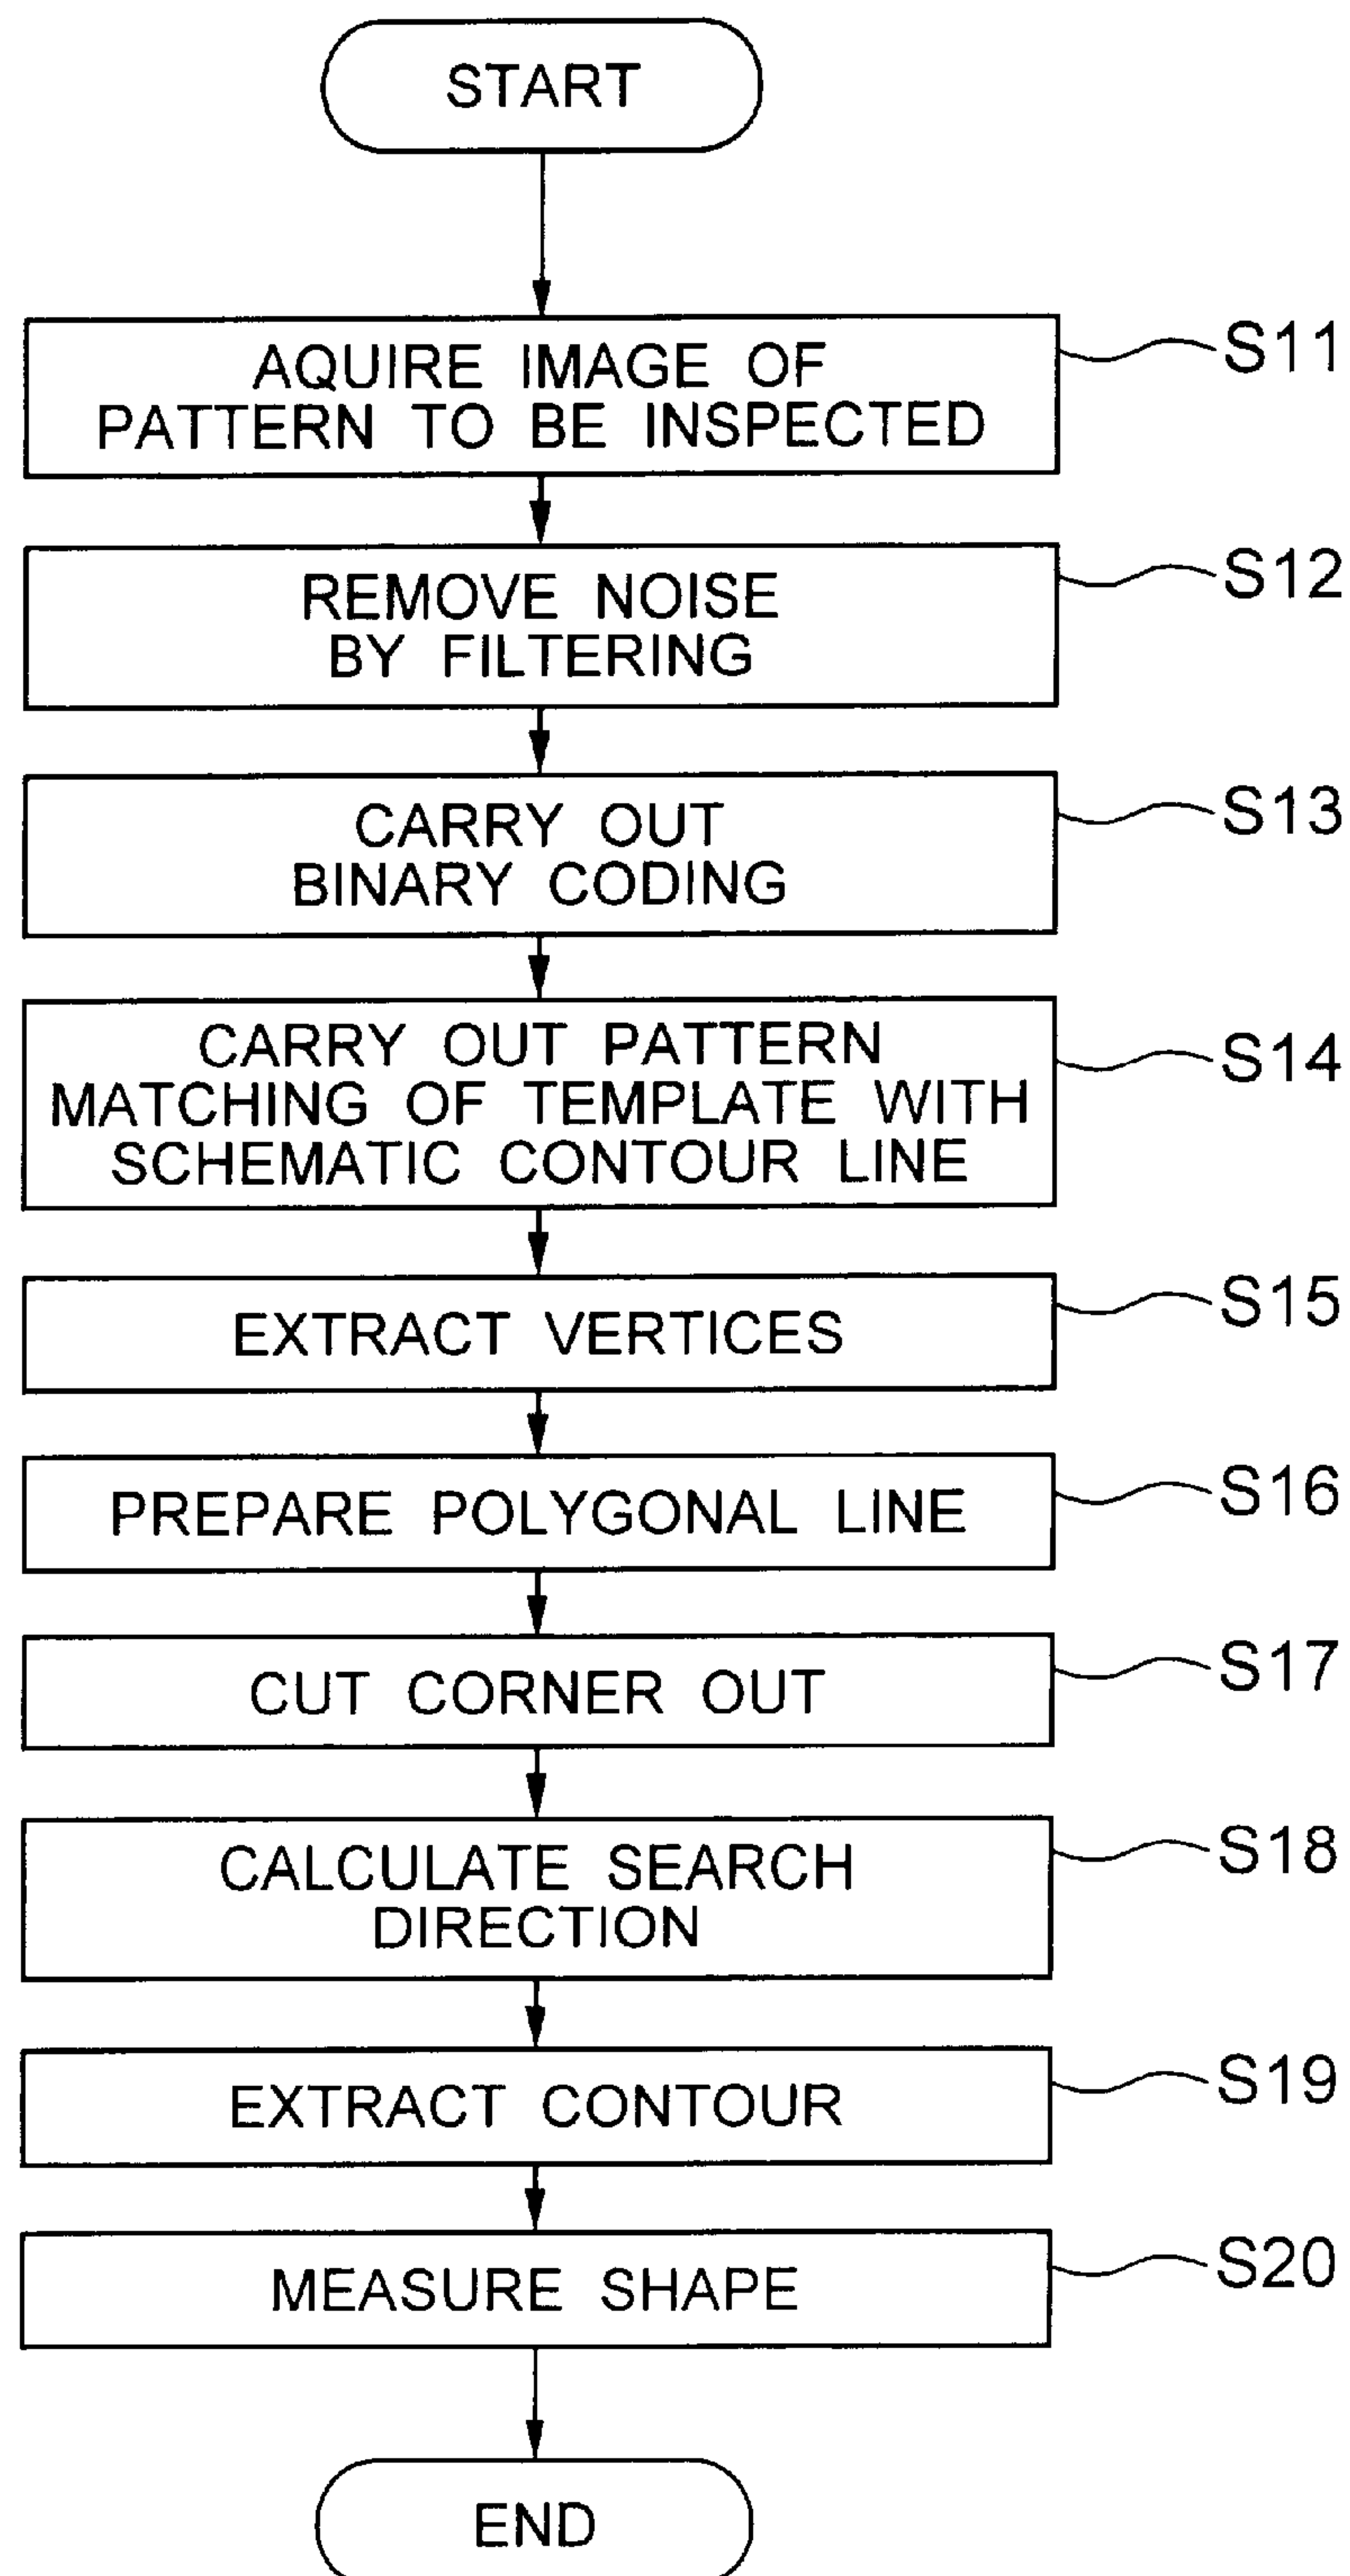 START
AQUIRE IMAGE OF
PATTERN TO BE INSPECTED
S11
REMOVE NOISE
BY FILTERING
S12
CARRY OUT
BINARY CODING
S13
CARRY OUT PATTERN
MATCHING OF TEMPLATE WITH
SCHEMATIC CONTOUR LINE
S14
EXTRACT VERTICES
S15
PREPARE POLYGONAL LINE
S16
CUT CORNER OUT
S17
CALCULATE SEARCH
DIRECTION
S18
EXTRACT CONTOUR
S19
MEASURE SHAPE
S20
END